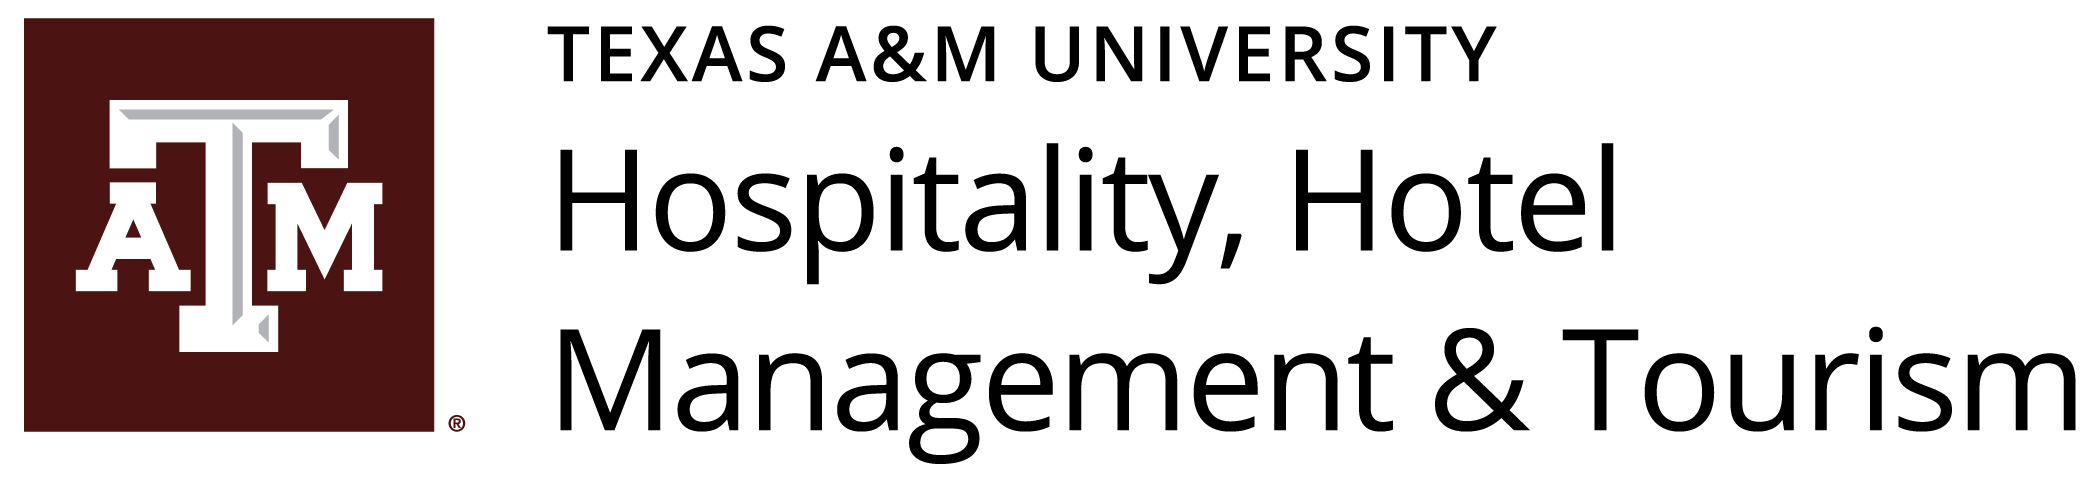 ATM
®
TEXAS A&M UNIVERSITY
Hospitality, Hotel
Management & Tourism